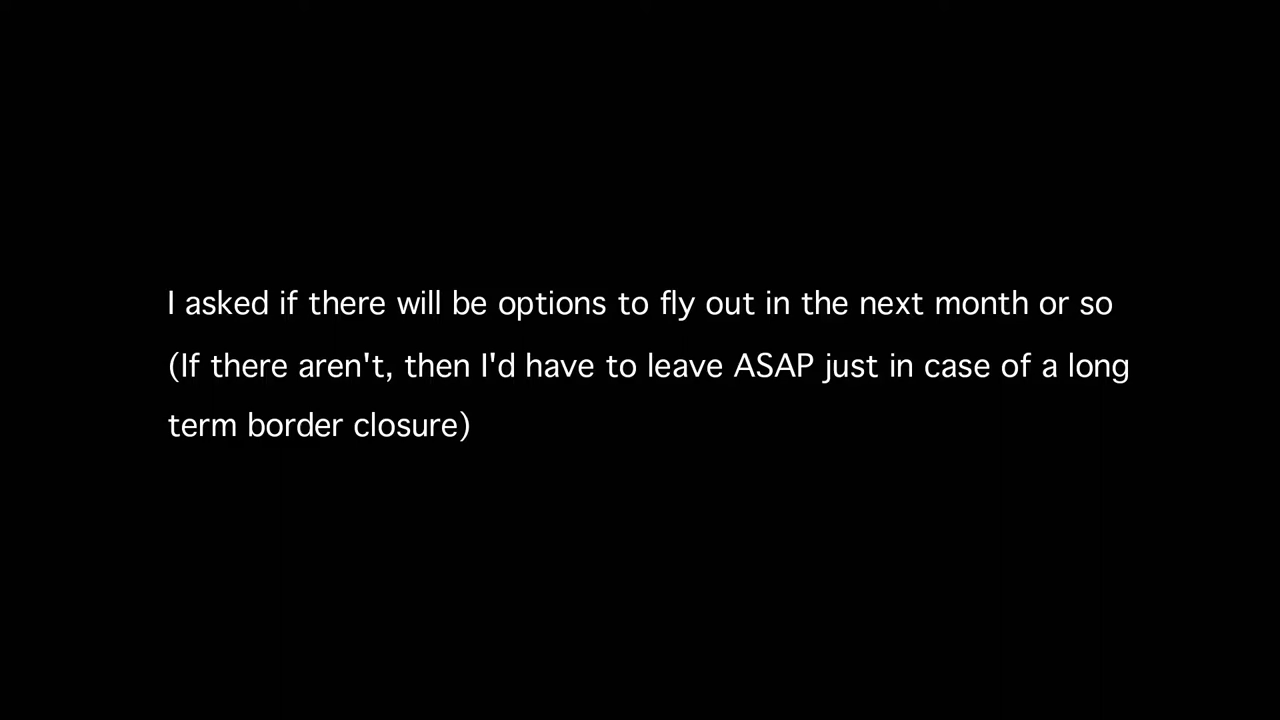 I asked if there will be options to fly out in the next month or so
(If there aren't, then I'd have to leave ASAP just in case of a long
term border closure)